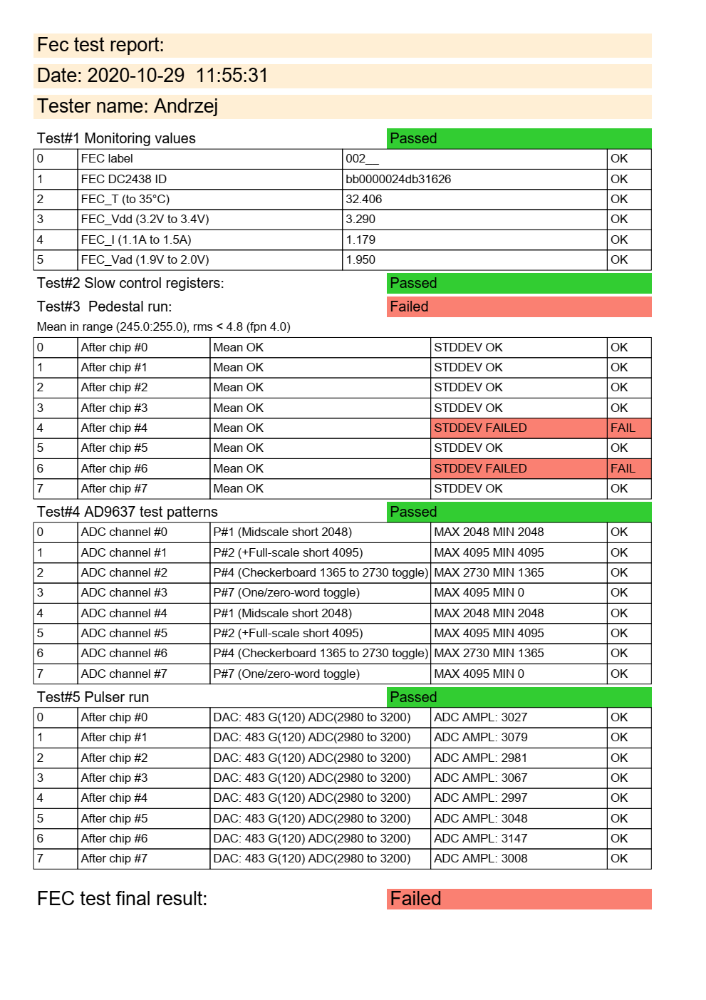 Fec test report:
Date: 2020-10-29  11:55:31
Tester name: Andrzej
Test#1 Monitoring values Passed
0 FEC label 002__ OK
1 FEC DC2438 ID bb0000024db31626 OK
2 FEC_T (to 35°C) 32.406 OK
3 FEC_Vdd (3.2V to 3.4V) 3.290 OK
4 FEC_I (1.1A to 1.5A) 1.179 OK
5 FEC_Vad (1.9V to 2.0V) 1.950 OK
Test#2 Slow control registers: Passed
Test#3  Pedestal run: Failed
Mean in range (245.0:255.0), rms < 4.8 (fpn 4.0)
0 After chip #0 Mean OK STDDEV OK OK
1 After chip #1 Mean OK STDDEV OK OK
2 After chip #2 Mean OK STDDEV OK OK
3 After chip #3 Mean OK STDDEV OK OK
4 After chip #4 Mean OK STDDEV FAILED FAIL
5 After chip #5 Mean OK STDDEV OK OK
6 After chip #6 Mean OK STDDEV FAILED FAIL
7 After chip #7 Mean OK STDDEV OK OK
Test#4 AD9637 test patterns Passed
0 ADC channel #0 P#1 (Midscale short 2048) MAX 2048 MIN 2048 OK
1 ADC channel #1 P#2 (+Full-scale short 4095) MAX 4095 MIN 4095 OK
2 ADC channel #2 P#4 (Checkerboard 1365 to 2730 toggle) MAX 2730 MIN 1365 OK
3 ADC channel #3 P#7 (One/zero-word toggle) MAX 4095 MIN 0 OK
4 ADC channel #4 P#1 (Midscale short 2048) MAX 2048 MIN 2048 OK
5 ADC channel #5 P#2 (+Full-scale short 4095) MAX 4095 MIN 4095 OK
6 ADC channel #6 P#4 (Checkerboard 1365 to 2730 toggle) MAX 2730 MIN 1365 OK
7 ADC channel #7 P#7 (One/zero-word toggle) MAX 4095 MIN 0 OK
Test#5 Pulser run Passed
0 After chip #0 DAC: 483 G(120) ADC(2980 to 3200) ADC AMPL: 3027 OK
1 After chip #1 DAC: 483 G(120) ADC(2980 to 3200) ADC AMPL: 3079 OK
2 After chip #2 DAC: 483 G(120) ADC(2980 to 3200) ADC AMPL: 2981 OK
3 After chip #3 DAC: 483 G(120) ADC(2980 to 3200) ADC AMPL: 3067 OK
4 After chip #4 DAC: 483 G(120) ADC(2980 to 3200) ADC AMPL: 2997 OK
5 After chip #5 DAC: 483 G(120) ADC(2980 to 3200) ADC AMPL: 3048 OK
6 After chip #6 DAC: 483 G(120) ADC(2980 to 3200) ADC AMPL: 3147 OK
7 After chip #7 DAC: 483 G(120) ADC(2980 to 3200) ADC AMPL: 3008 OK
FEC test final result: Failed